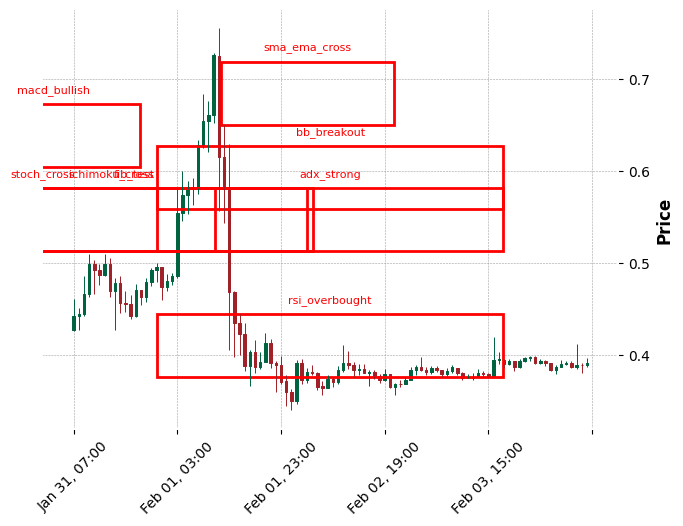 sma_ema_cross
macd_bullish
bb_breakout
stoch_cross
adx_strong
rsi_overbought
0.7
0.6
0.5
0.4
Price
Jan 31, 07:00
Feb 01, 03:00
Feb 01, 23:00
Feb 02, 19:00
Feb 03, 15:00